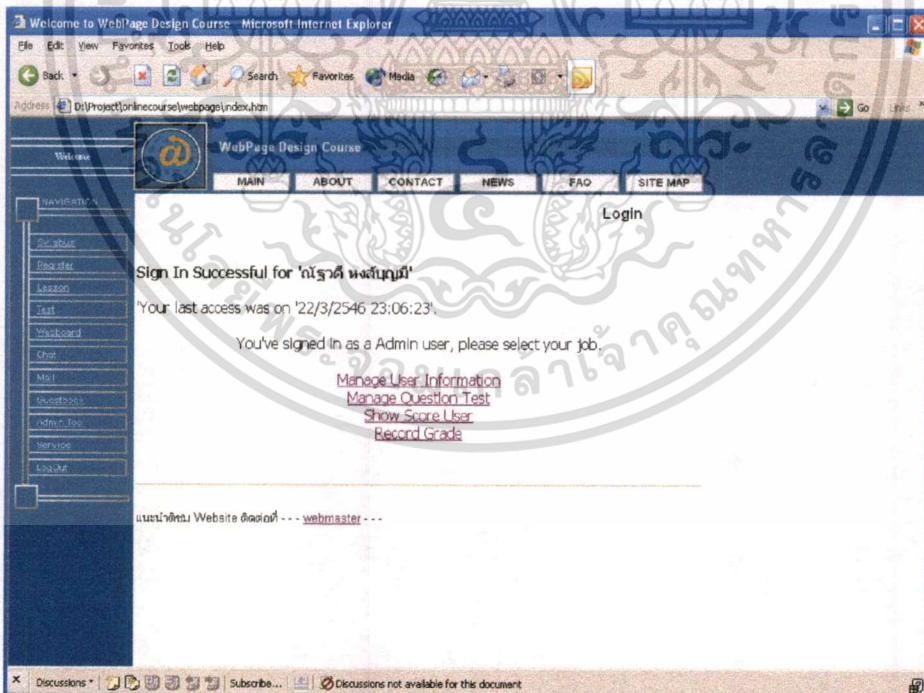 Welcome to WebPage Design Course - Microsoft Internet Explorer
File Edit View Favorites Tools Help
Back Search Favorites Media
Address D:\Project\onlinecourse\webpage\index.htm Go Links
Welcome
WebPage Design Course
MAIN ABOUT CONTACT NEWS FAQ SITE MAP
NAVIGATION
Syllabus
Register
Lesson
Test
Webboard
Chat
Mail
Guestbook
Admin Tool
Service
LogOut
Login
Sign In Successful for 'ณัฐวดี หงส์บุญมี'
'Your last access was on '22/3/2546 23:06:23'.
You've signed in as a Admin user, please select your job.
Manage User Information
Manage Question Test
Show Score User
Record Grade
แนะนำติชม Website ติดต่อที่ - - - webmaster - - -
Discussions Subscribe... Discussions not available for this document